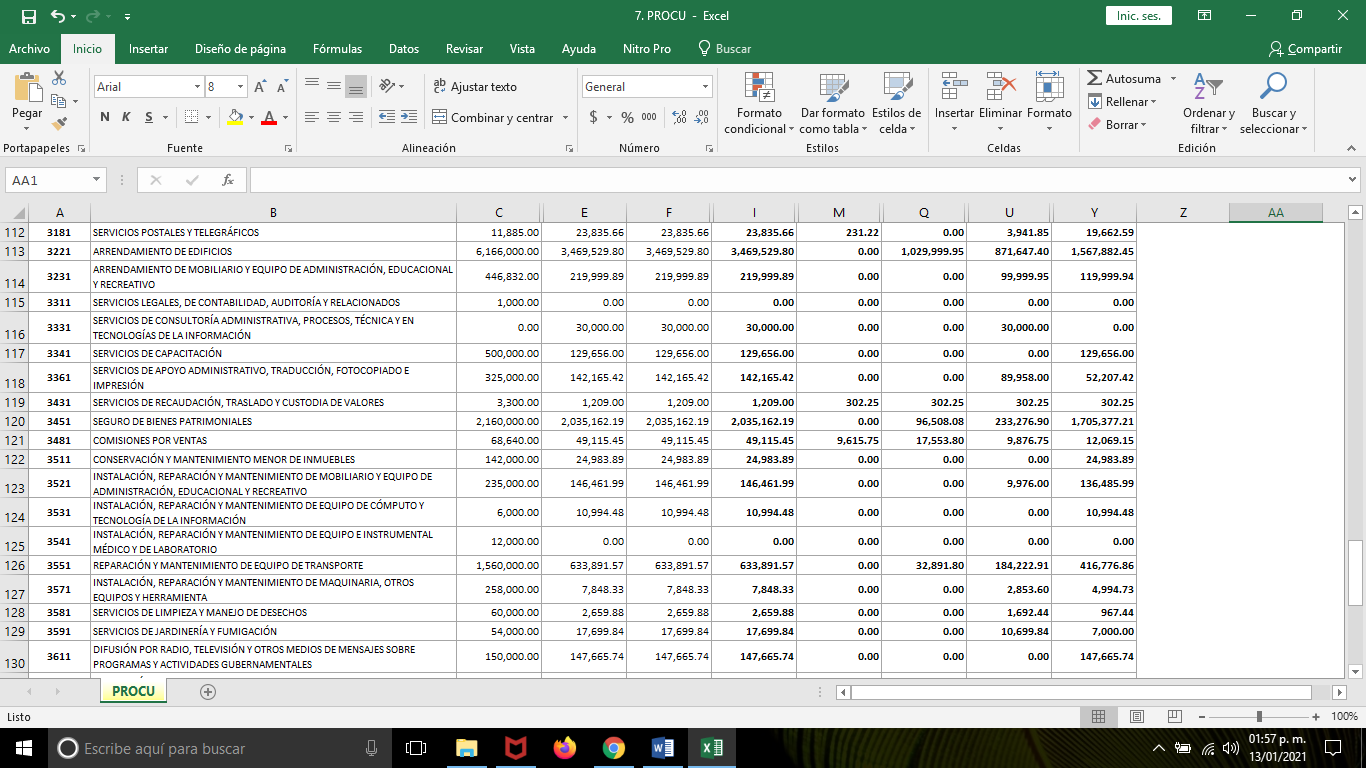 7. PROCU - Excel
Inic. ses.
Archivo Inicio Insertar Diseño de página Fórmulas Datos Revisar Vista Ayuda Nitro Pro Buscar Compartir
Pegar
Arial 8
N K S
Ajustar texto
Combinar y centrar
General
$ % 000
Formato condicional
Dar formato como tabla
Estilos de celda
Insertar Eliminar Formato
Autosuma
Rellenar
Borrar
Ordenar y filtrar
Buscar y seleccionar
Portapapeles Fuente Alineación Número Estilos Celdas Edición
AA1 fx
A B C E F I M Q U Y Z AA
112 3181 SERVICIOS POSTALES Y TELEGRÁFICOS 11,885.00 23,835.66 23,835.66 23,835.66 231.22 0.00 3,941.85 19,662.59
113 3221 ARRENDAMIENTO DE EDIFICIOS 6,166,000.00 3,469,529.80 3,469,529.80 3,469,529.80 0.00 1,029,999.95 871,647.40 1,567,882.45
114 3231 ARRENDAMIENTO DE MOBILIARIO Y EQUIPO DE ADMINISTRACIÓN, EDUCACIONAL
Y RECREATIVO 446,832.00 219,999.89 219,999.89 219,999.89 0.00 0.00 99,999.95 119,999.94
115 3311 SERVICIOS LEGALES, DE CONTABILIDAD, AUDITORÍA Y RELACIONADOS 1,000.00 0.00 0.00 0.00 0.00 0.00 0.00 0.00
116 3331 SERVICIOS DE CONSULTORÍA ADMINISTRATIVA, PROCESOS, TÉCNICA Y EN
TECNOLOGÍAS DE LA INFORMACIÓN 0.00 30,000.00 30,000.00 30,000.00 0.00 0.00 30,000.00 0.00
117 3341 SERVICIOS DE CAPACITACIÓN 500,000.00 129,656.00 129,656.00 129,656.00 0.00 0.00 0.00 129,656.00
118 3361 SERVICIOS DE APOYO ADMINISTRATIVO, TRADUCCIÓN, FOTOCOPIADO E
IMPRESIÓN 325,000.00 142,165.42 142,165.42 142,165.42 0.00 0.00 89,958.00 52,207.42
119 3431 SERVICIOS DE RECAUDACIÓN, TRASLADO Y CUSTODIA DE VALORES 3,300.00 1,209.00 1,209.00 1,209.00 302.25 302.25 302.25 302.25
120 3451 SEGURO DE BIENES PATRIMONIALES 2,160,000.00 2,035,162.19 2,035,162.19 2,035,162.19 0.00 96,508.08 233,276.90 1,705,377.21
121 3481 COMISIONES POR VENTAS 68,640.00 49,115.45 49,115.45 49,115.45 9,615.75 17,553.80 9,876.75 12,069.15
122 3511 CONSERVACIÓN Y MANTENIMIENTO MENOR DE INMUEBLES 142,000.00 24,983.89 24,983.89 24,983.89 0.00 0.00 0.00 24,983.89
123 3521 INSTALACIÓN, REPARACIÓN Y MANTENIMIENTO DE MOBILIARIO Y EQUIPO DE
ADMINISTRACIÓN, EDUCACIONAL Y RECREATIVO 235,000.00 146,461.99 146,461.99 146,461.99 0.00 0.00 9,976.00 136,485.99
124 3531 INSTALACIÓN, REPARACIÓN Y MANTENIMIENTO DE EQUIPO DE CÓMPUTO Y
TECNOLOGÍA DE LA INFORMACIÓN 6,000.00 10,994.48 10,994.48 10,994.48 0.00 0.00 0.00 10,994.48
125 3541 INSTALACIÓN, REPARACIÓN Y MANTENIMIENTO DE EQUIPO E INSTRUMENTAL
MÉDICO Y DE LABORATORIO 12,000.00 0.00 0.00 0.00 0.00 0.00 0.00 0.00
126 3551 REPARACIÓN Y MANTENIMIENTO DE EQUIPO DE TRANSPORTE 1,560,000.00 633,891.57 633,891.57 633,891.57 0.00 32,891.80 184,222.91 416,776.86
127 3571 INSTALACIÓN, REPARACIÓN Y MANTENIMIENTO DE MAQUINARIA, OTROS
EQUIPOS Y HERRAMIENTA 258,000.00 7,848.33 7,848.33 7,848.33 0.00 0.00 2,853.60 4,994.73
128 3581 SERVICIOS DE LIMPIEZA Y MANEJO DE DESECHOS 60,000.00 2,659.88 2,659.88 2,659.88 0.00 0.00 1,692.44 967.44
129 3591 SERVICIOS DE JARDINERÍA Y FUMIGACIÓN 54,000.00 17,699.84 17,699.84 17,699.84 0.00 0.00 10,699.84 7,000.00
130 3611 DIFUSIÓN POR RADIO, TELEVISIÓN Y OTROS MEDIOS DE MENSAJES SOBRE
PROGRAMAS Y ACTIVIDADES GUBERNAMENTALES 150,000.00 147,665.74 147,665.74 147,665.74 0.00 0.00 0.00 147,665.74
PROCU
Listo 100%
Escribe aquí para buscar
01:57 p. m.
13/01/2021